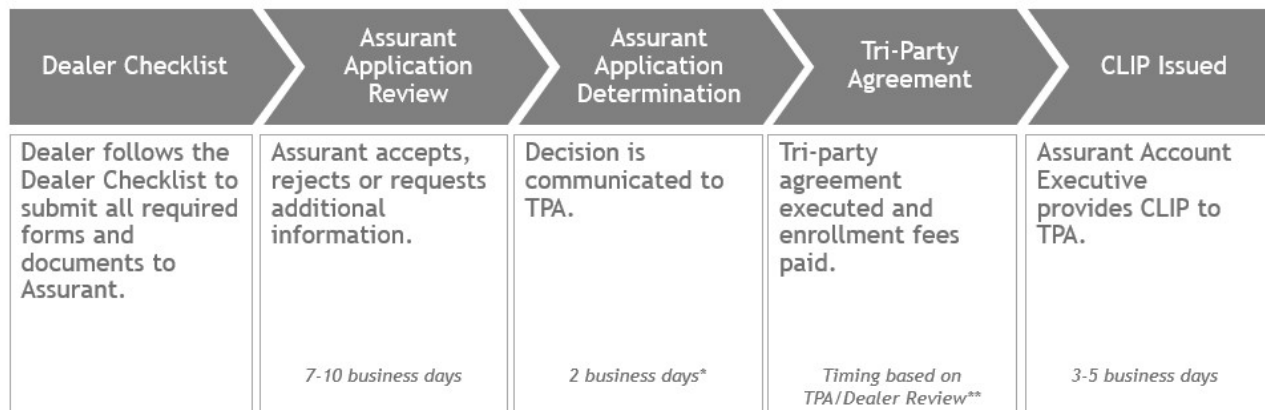 Dealer Checklist
Assurant
Application
Review
Assurant
Application
Determination
Tri-Party
Agreement
CLIP Issued
Dealer follows the
Dealer Checklist to
submit all required
forms and
documents to
Assurant.
Assurant accepts,
rejects or requests
additional
information.
7-10 business days
Decision is
communicated to
TPA.
2 business days*
Tri-party
agreement
executed and
enrollment fees
paid.
Timing based on
TPA/Dealer Review**
Assurant Account
Executive
provides CLIP to
TPA.
3-5 business days